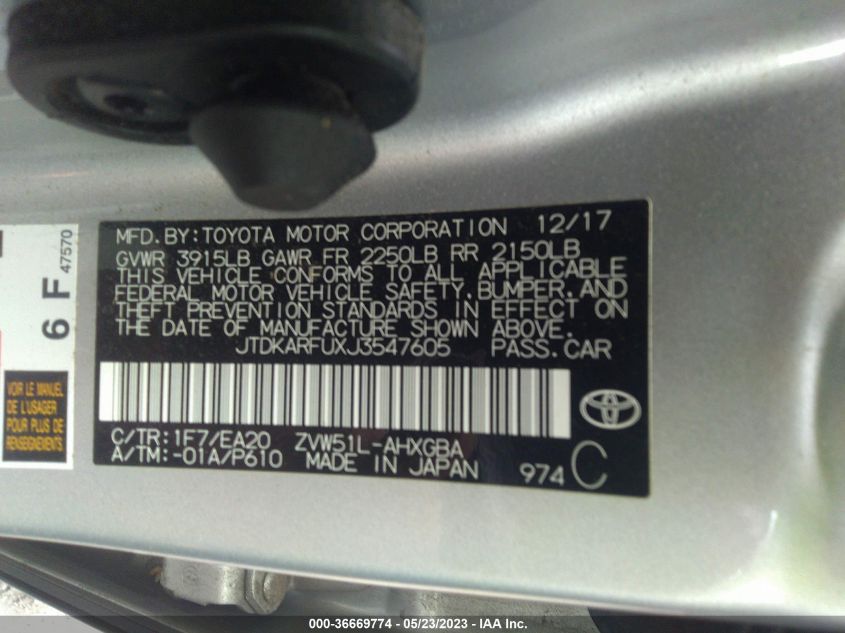 MFD.BY:TOYOTA MOTOR CORPORATION 12/17
GVWR 3915LB GAWR FR 2250LB RR 2150LB
THIS VEHICLE CONFORMS TO ALL APPLICABLE
FEDERAL MOTOR VEHICLE SAFETY,BUMPER,AND
THEFT PREVENTION STANDARDS IN EFFECT ON
THE DATE OF MANUFACTURE SHOWN ABOVE.
JTDKARFUXJ3547605 PASS.CAR
C/TR:1F7/EA20 ZVW51L-AHXGBA
A/TM:-01A/P610 MADE IN JAPAN 974 C
6 F 47570
VOIR LE MANUEL
DE L'USAGER
POUR PLUS DE
RENSEIGNEMENTS
000-36669774 — 05/23/2023 — IAA Inc.